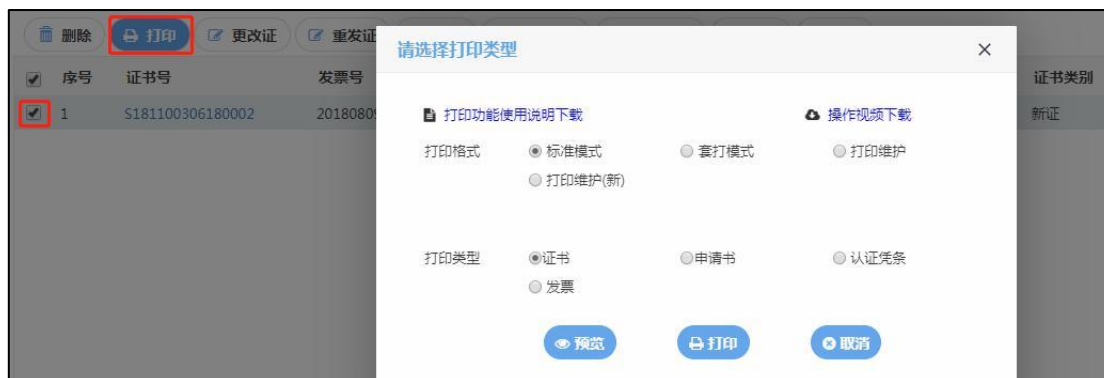 删除 打印 更改证 重发证
请选择打印类型
序号 证书号 发票号 证书类别
1 S181100306180002 2018080 新证
打印功能使用说明下载 操作视频下载
打印格式 标准模式 套打模式 打印维护
打印维护(新)
打印类型 证书 申请书 认证凭条
发票
预览 打印 取消